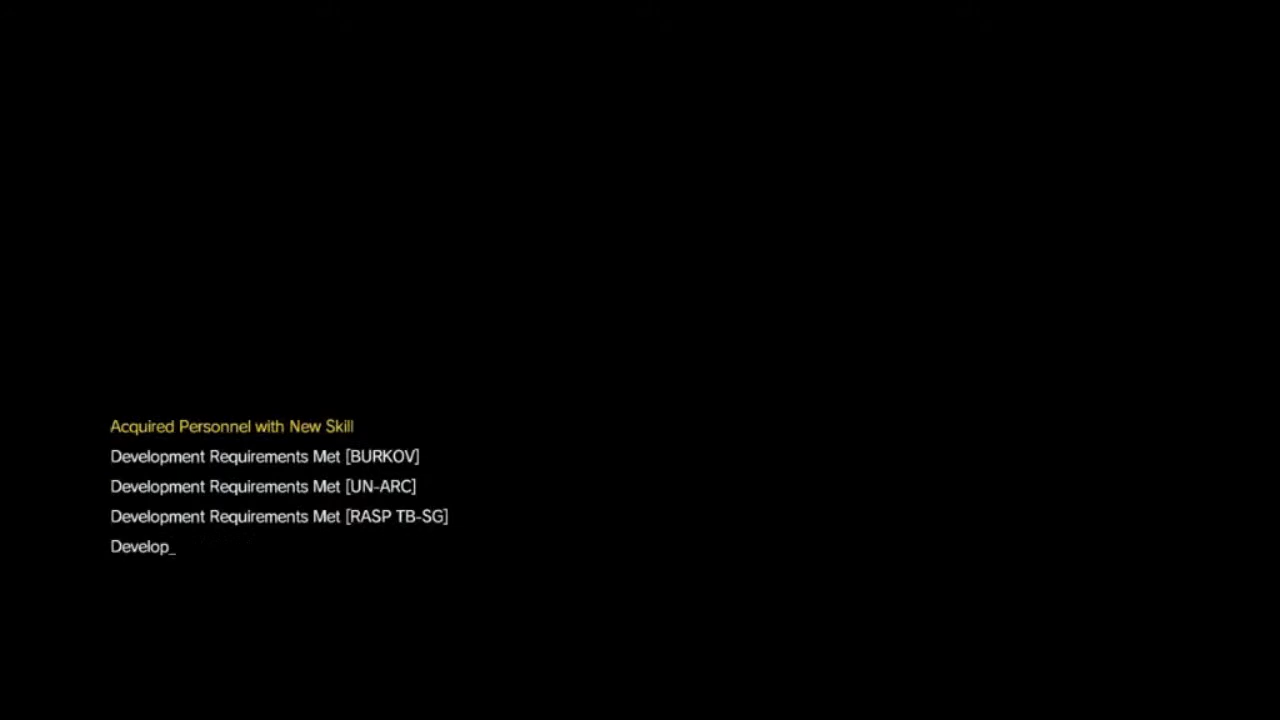 Acquired Personnel with New Skill
Development Requirements Met [BURKOV]
Development Requirements Met [UN-ARC]
Development Requirements Met [RASP TB-SG]
Develop_